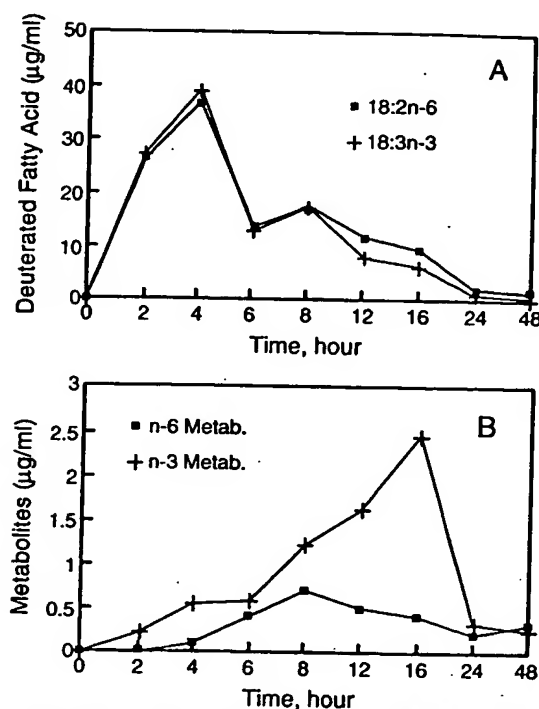 50
40
30
20
10
0
Deuterated Fatty Acid (µg/ml)
A
18:2n-6
18:3n-3
0 2 4 6 8 12 16 24 48
Time, hour
3
2.5
2
1.5
1
0.5
0
Metabolites (µg/ml)
B
n-6 Metab.
n-3 Metab.
0 2 4 6 8 12 16 24 48
Time, hour